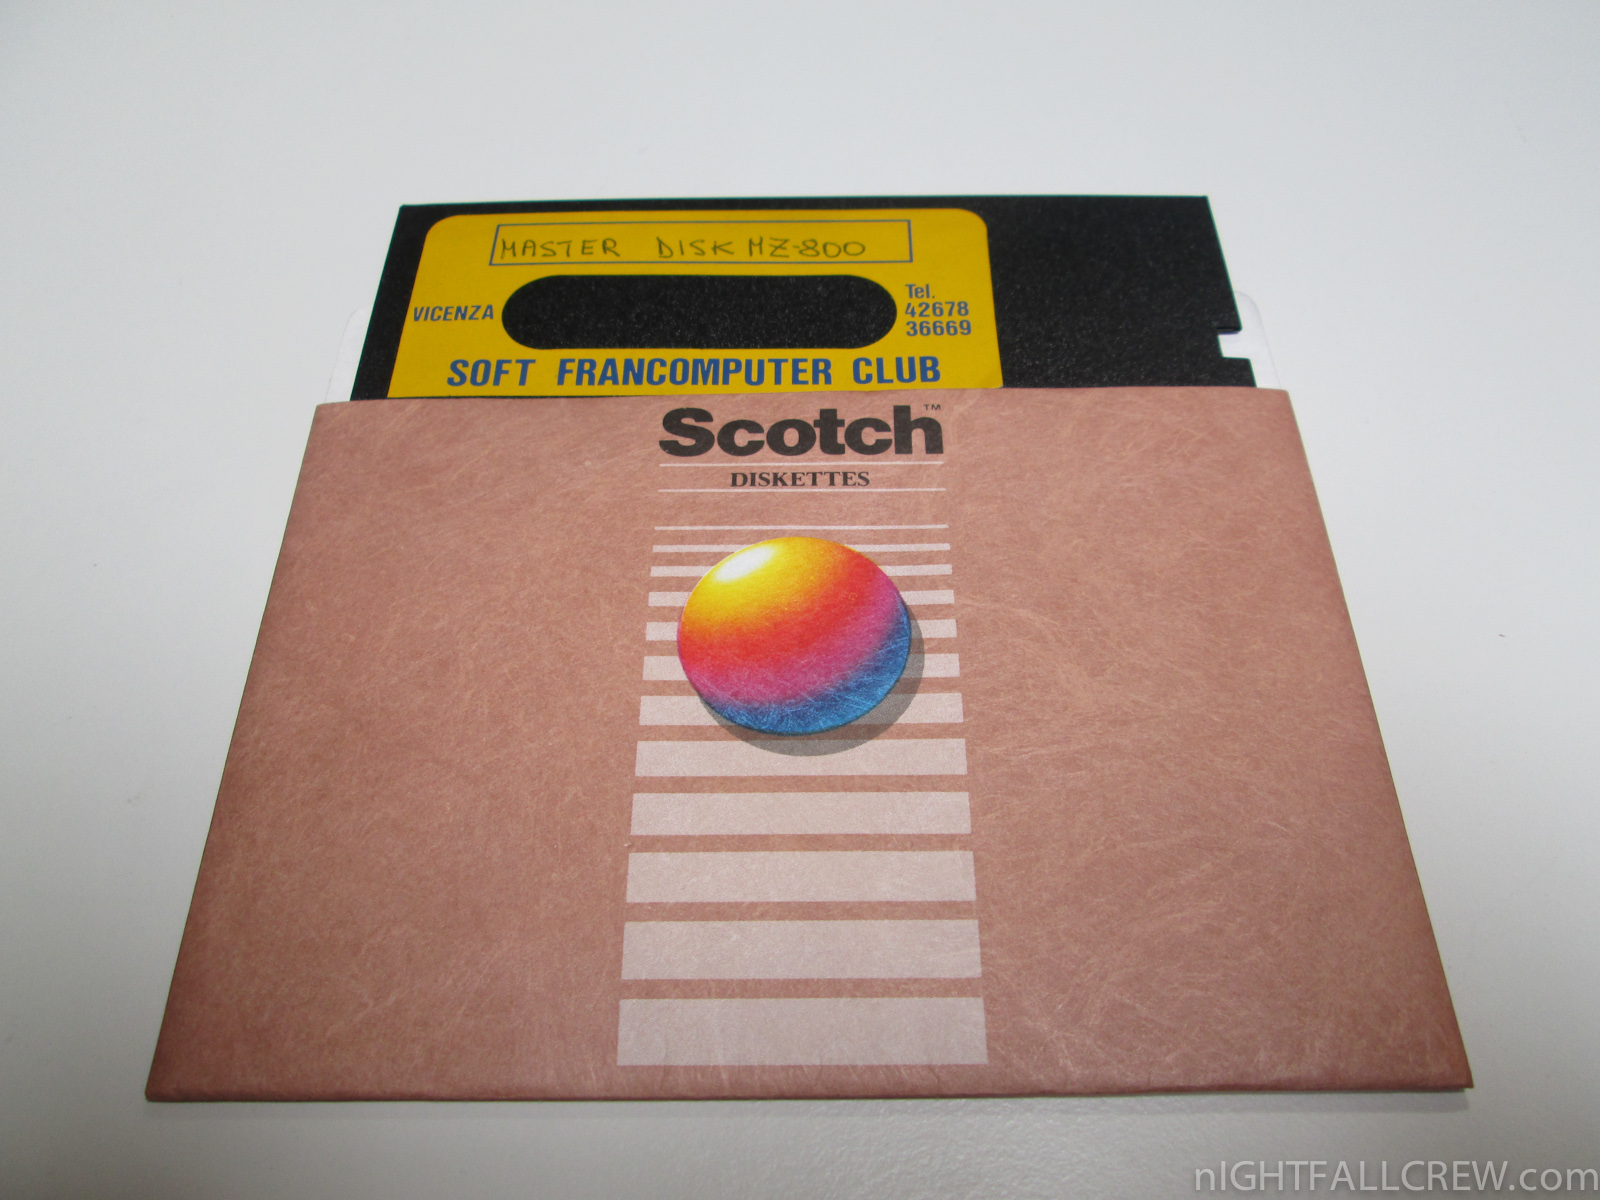 MASTER DISK MZ-800
VICENZA
Tel.
42678
36669
SOFT FRANCOMPUTER CLUB
Scotch™
DISKETTES
nIGHTFALLCREW.com